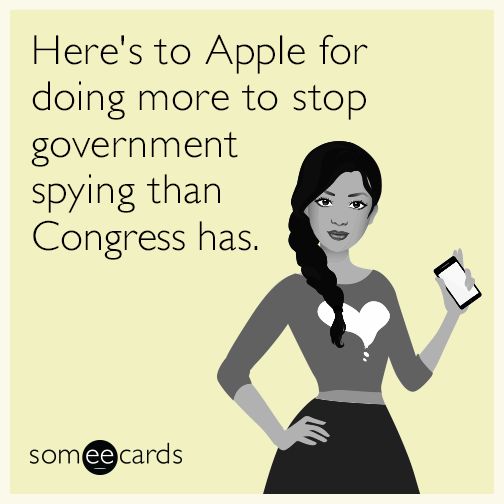 Here's to Apple for
doing more to stop
government
spying than
Congress has.
someecards